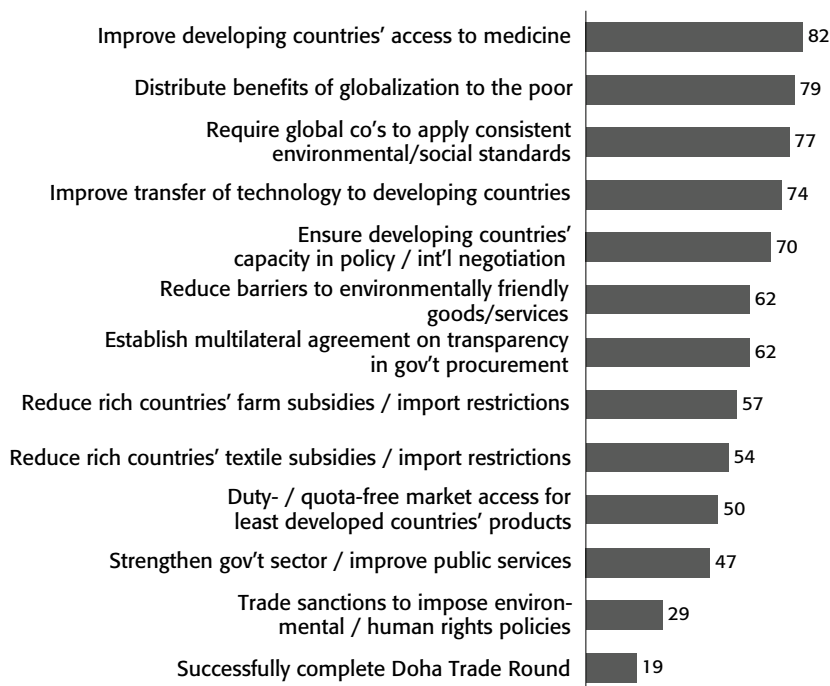 Improve developing countries’ access to medicine 82
Distribute benefits of globalization to the poor 79
Require global co's to apply consistent
environmental/social standards 77
Improve transfer of technology to developing countries 74
Ensure developing countries’
capacity in policy / int’l negotiation 70
Reduce barriers to environmentally friendly
goods/services 62
Establish multilateral agreement on transparency
in gov’t procurement 62
Reduce rich countries’ farm subsidies / import restrictions 57
Reduce rich countries’ textile subsidies / import restrictions 54
Duty- / quota-free market access for
least developed countries’ products 50
Strengthen gov’t sector / improve public services 47
Trade sanctions to impose environ-
mental / human rights policies 29
Successfully complete Doha Trade Round 19